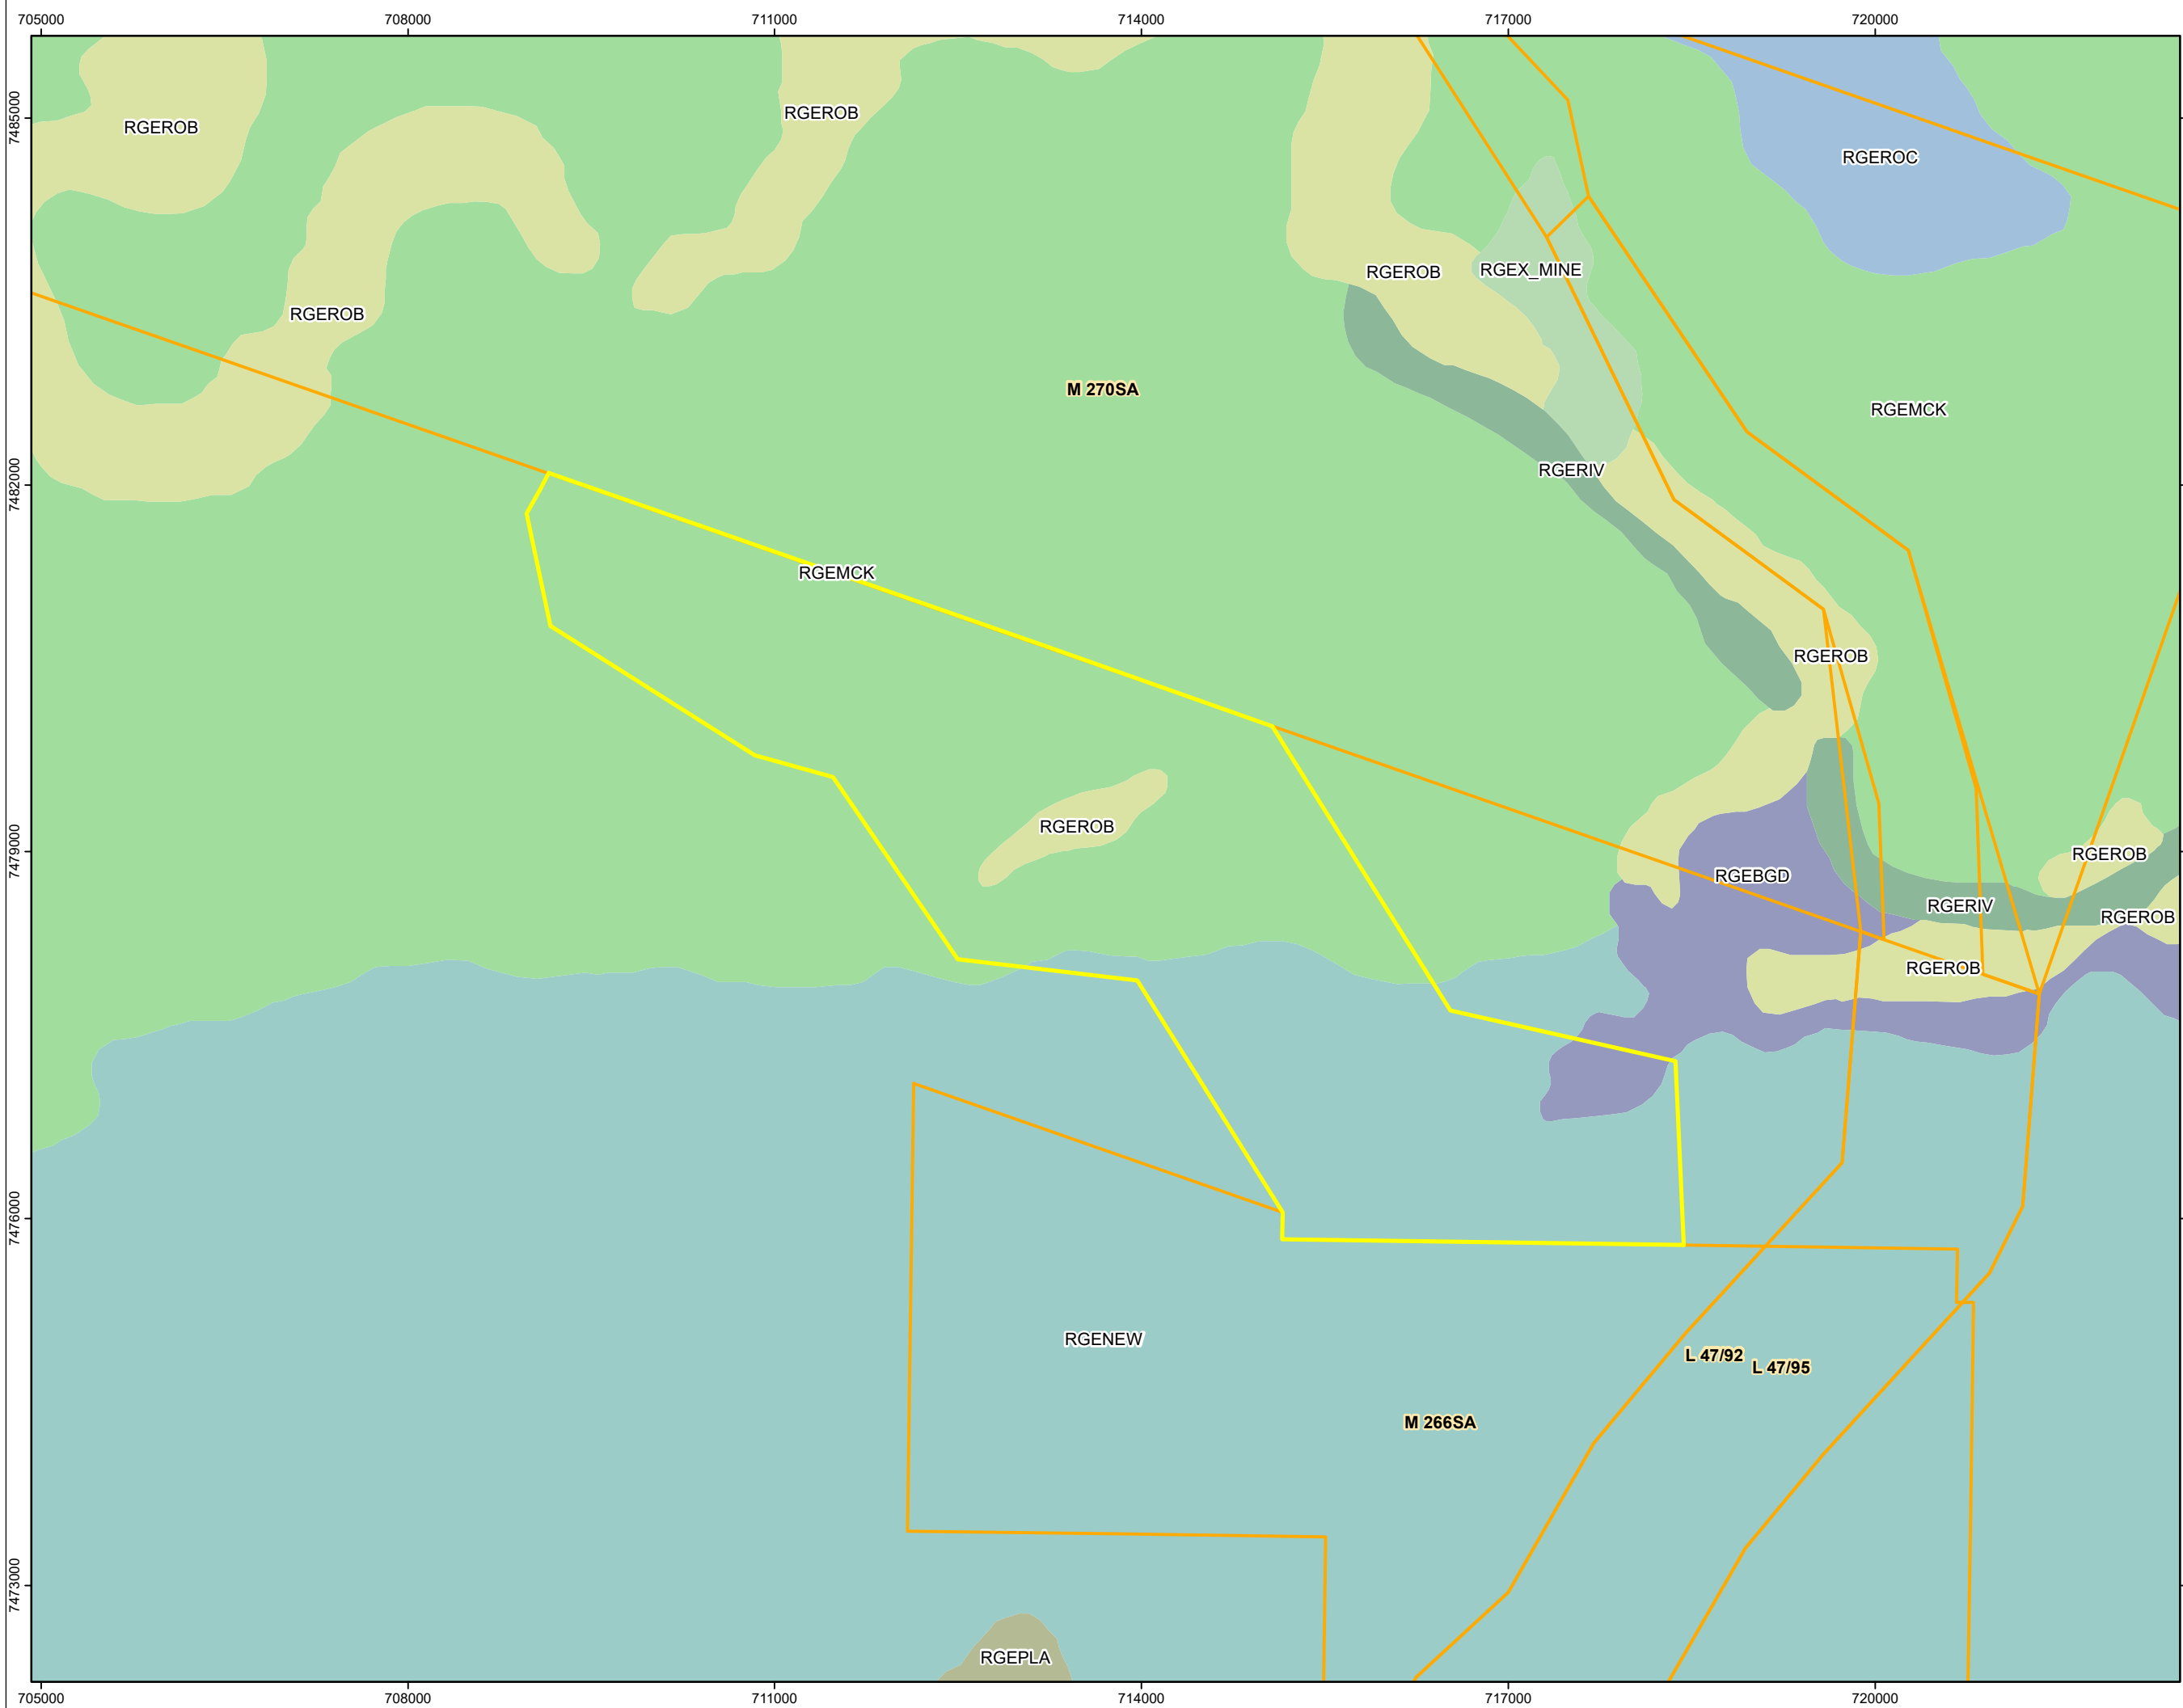 705000 708000 711000 714000 717000 720000
7485000
RGEROB
RGEROB
RGEROC
RGEROB
RGEX_MINE
RGEROB
M 270SA
RGEMCK
7482000
RGERIV
RGEMCK
RGEROB
RGEROB
7479000
RGEROB
RGEBGD
RGERIV
RGEROB
RGEROB
7476000
RGENEW
L 47/92
L 47/95
M 266SA
7473000
RGEPLA
705000 708000 711000 714000 717000 720000